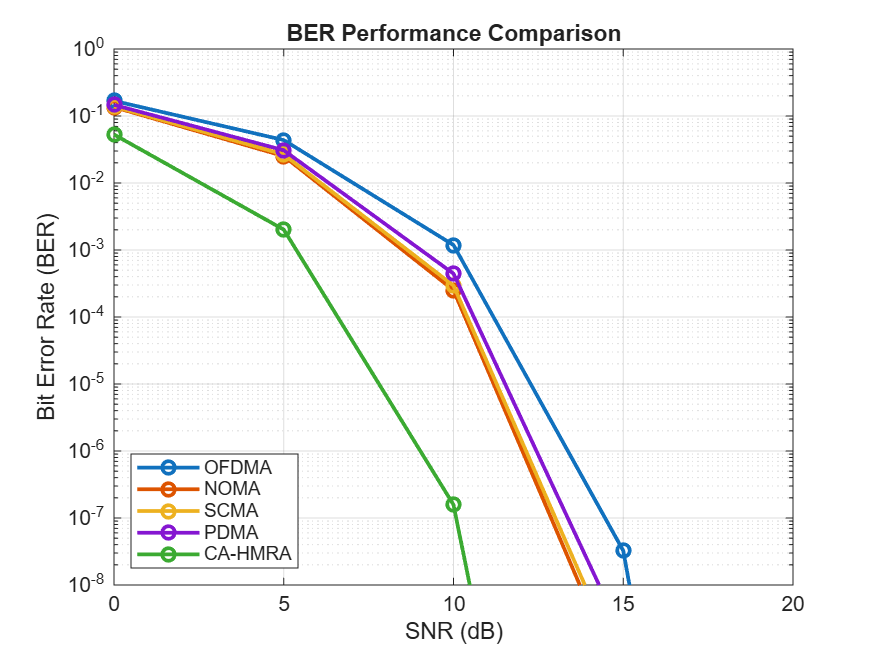 BER Performance Comparison
Bit Error Rate (BER)
10^0
10^-1
10^-2
10^-3
10^-4
10^-5
10^-6
10^-7
10^-8
OFDMA
NOMA
SCMA
PDMA
CA-HMRA
0 5 10 15 20
SNR (dB)